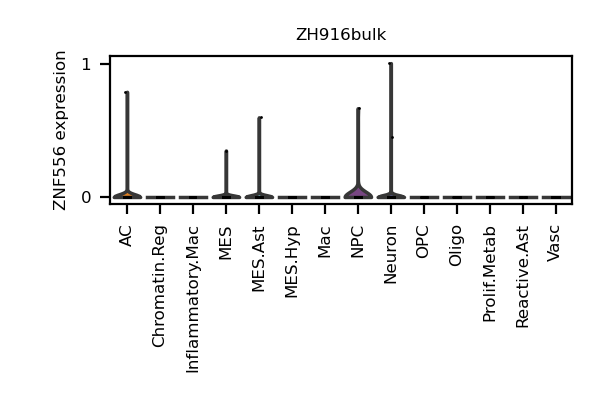 ZH916bulk
ZNF556 expression
1
0
AC
Chromatin.Reg
Inflammatory.Mac
MES
MES.Ast
MES.Hyp
Mac
NPC
Neuron
OPC
Oligo
Prolif.Metab
Reactive.Ast
Vasc